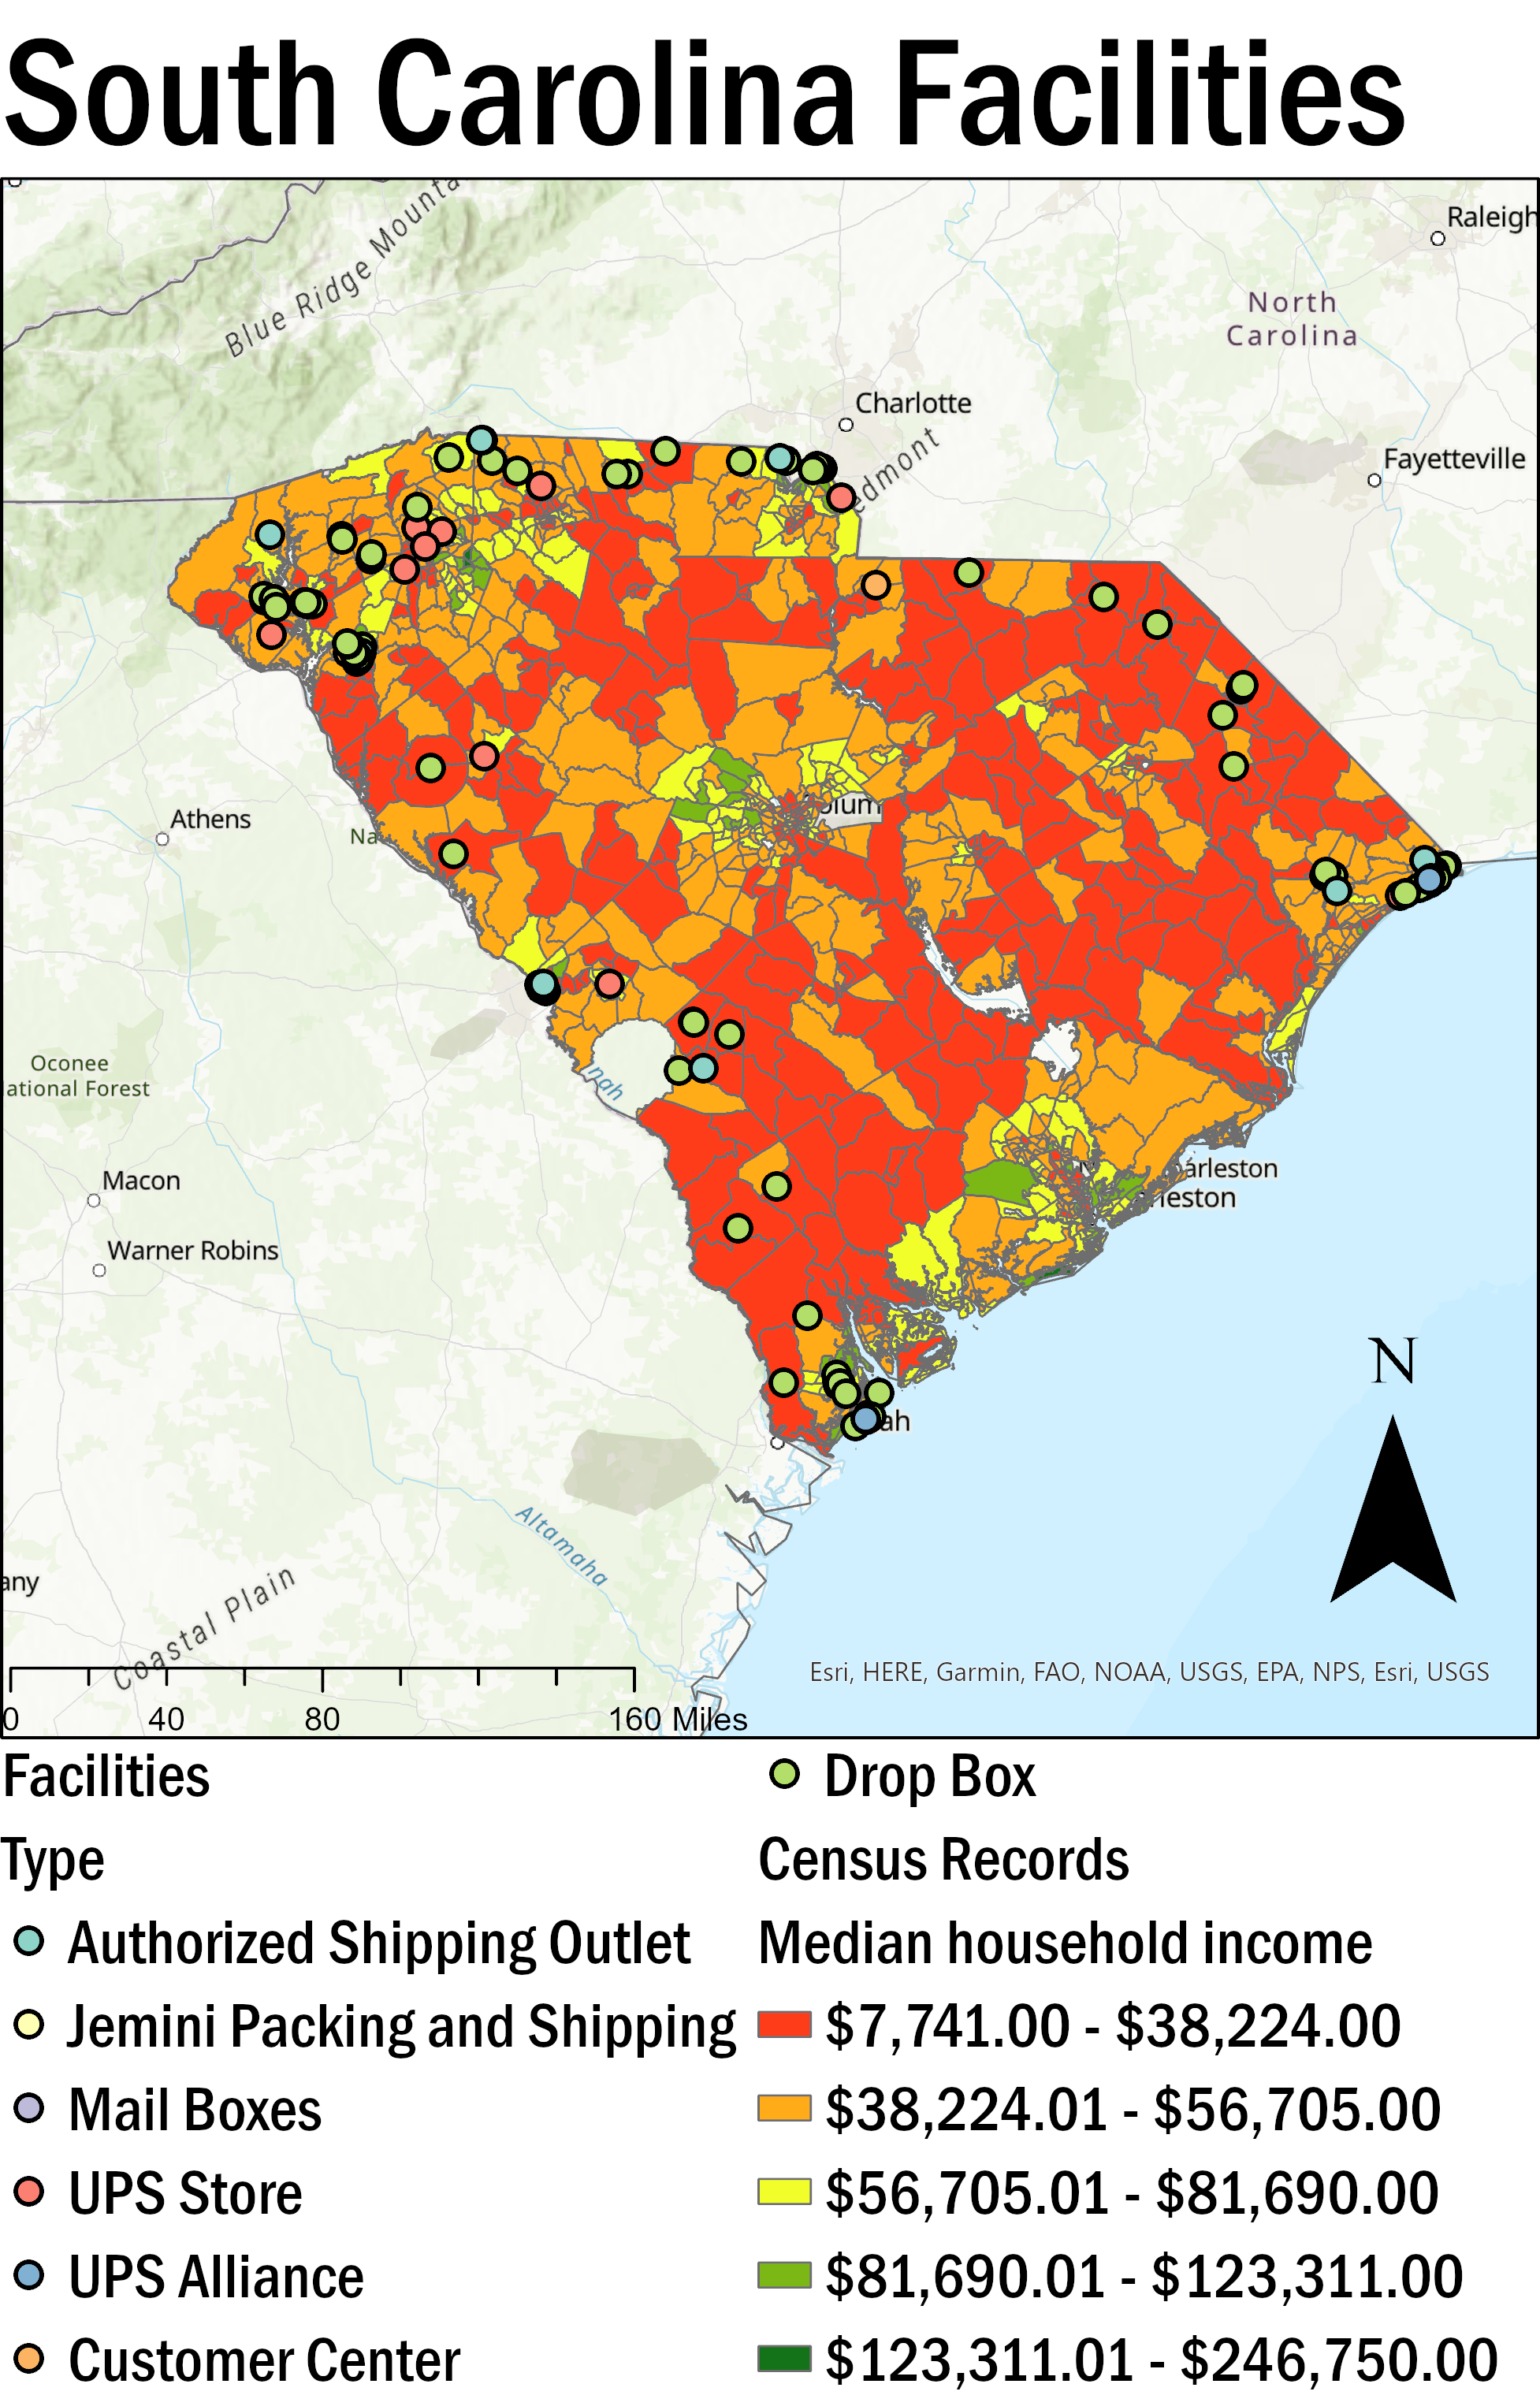 South Carolina Facilities
Blue Ridge Mounta
Raleigh
North
Carolina
Charlotte
edmont
Fayetteville
Athens
Na
olum
Oconee
ational Forest
nah
Macon
Warner Robins
arleston
rleston
ah
N
Altamaha
any
Coastal Plain
Esri, HERE, Garmin, FAO, NOAA, USGS, EPA, NPS, Esri, USGS
0 40 80 160 Miles
Facilities
Type
Authorized Shipping Outlet
Jemini Packing and Shipping
Mail Boxes
UPS Store
UPS Alliance
Customer Center
Drop Box
Census Records
Median household income
$7,741.00 - $38,224.00
$38,224.01 - $56,705.00
$56,705.01 - $81,690.00
$81,690.01 - $123,311.00
$123,311.01 - $246,750.00